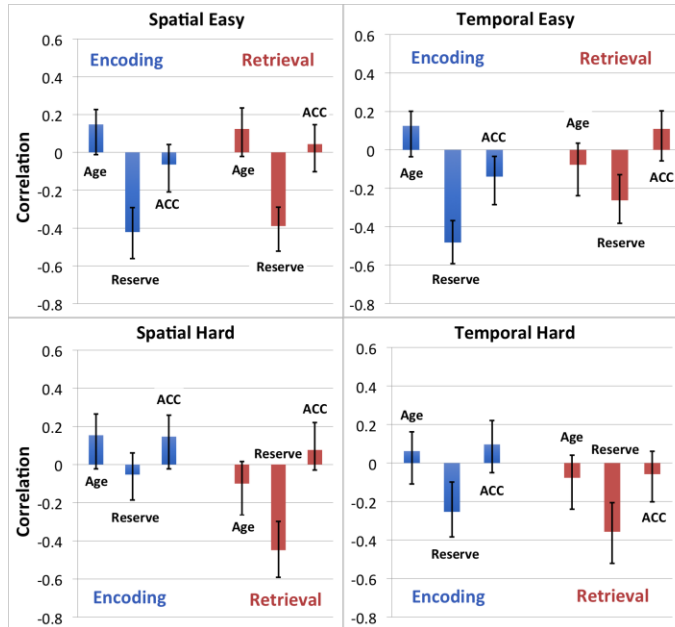 Spatial Easy
Temporal Easy
0.6
0.4
0.2
0
-0.2
-0.4
-0.6
-0.8
Correlation
Encoding
Retrieval
Age
Reserve
ACC
Age
Reserve
ACC
0.6
0.4
0.2
0
-0.2
-0.4
-0.6
-0.8
Encoding
Retrieval
Age
Reserve
ACC
Age
Reserve
ACC
Spatial Hard
Temporal Hard
0.6
0.4
0.2
0
-0.2
-0.4
-0.6
-0.8
Correlation
Age
Reserve
ACC
Age
Reserve
ACC
Encoding
Retrieval
0.6
0.4
0.2
0
-0.2
-0.4
-0.6
-0.8
Age
Reserve
ACC
Age
Reserve
ACC
Encoding
Retrieval